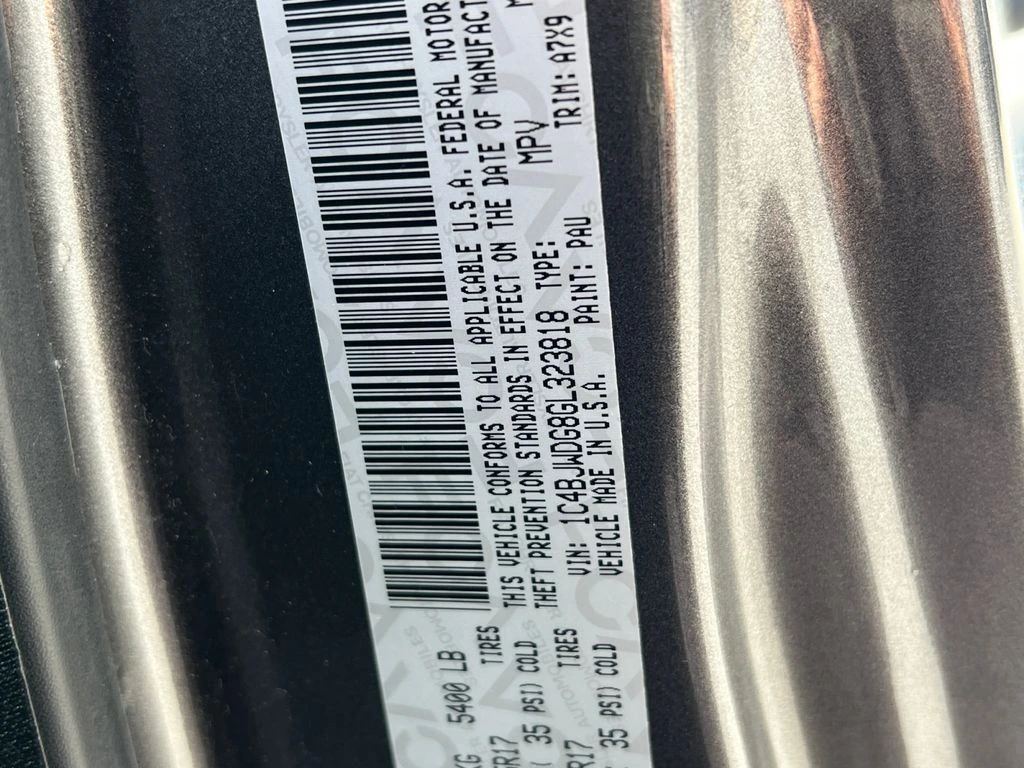 5400 LB
TIRES
35 PSI) COLD
TIRES
35 PSI) COLD
THIS VEHICLE CONFORMS TO ALL APPLICABLE U.S.A. FEDERAL MOTOR
THEFT PREVENTION STANDARDS IN EFFECT ON THE DATE OF MANUFACT
VIN: 1C4BJWDG8GL323818 TYPE: MPV
VEHICLE MADE IN U.S.A. PAINT: PAU TRIM: A7X9